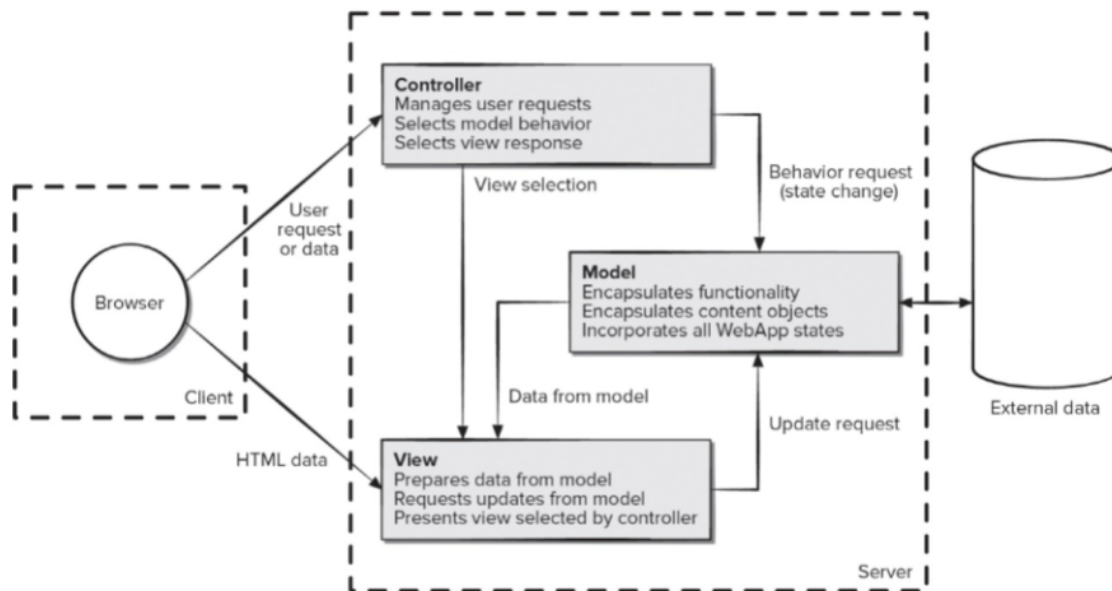 Controller
Manages user requests
Selects model behavior
Selects view response
View selection
Behavior request
(state change)
User
request
or data
Browser
Client
Model
Encapsulates functionality
Encapsulates content objects
Incorporates all WebApp states
External data
Data from model
Update request
HTML data
View
Prepares data from model
Requests updates from model
Presents view selected by controller
Server